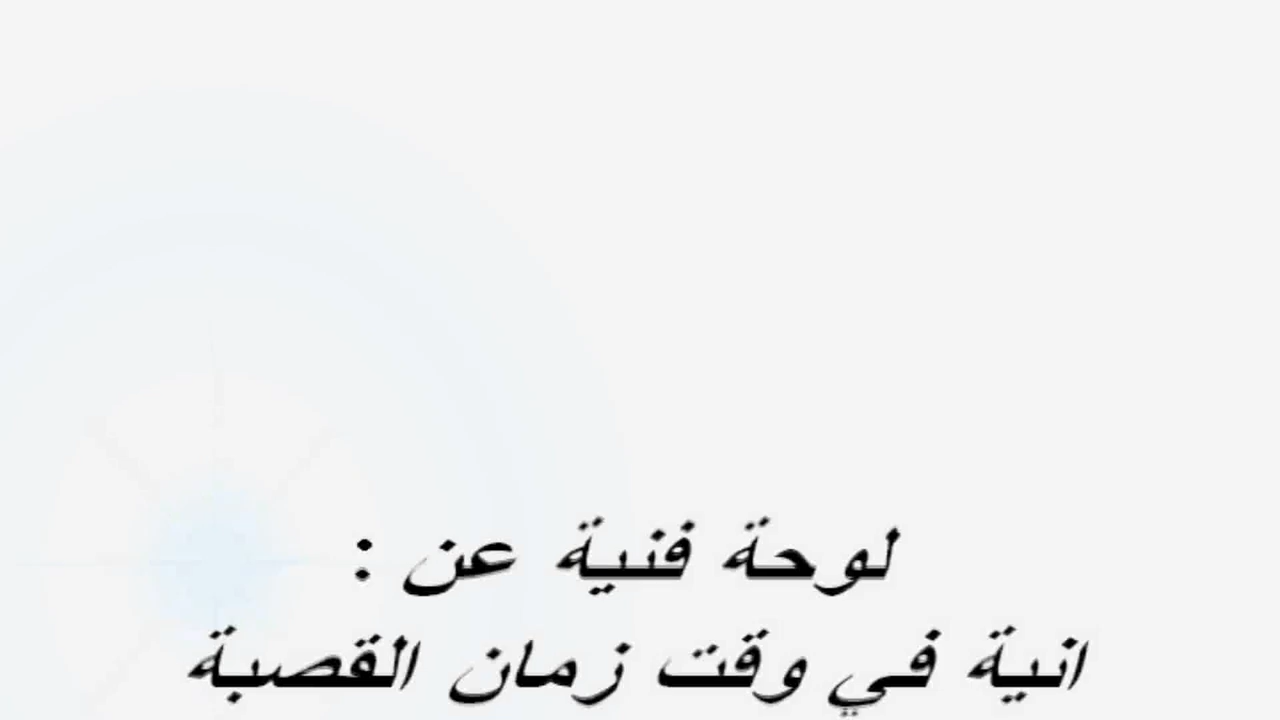 لوحة فنية عن :
انية في وقت زمان القصبة